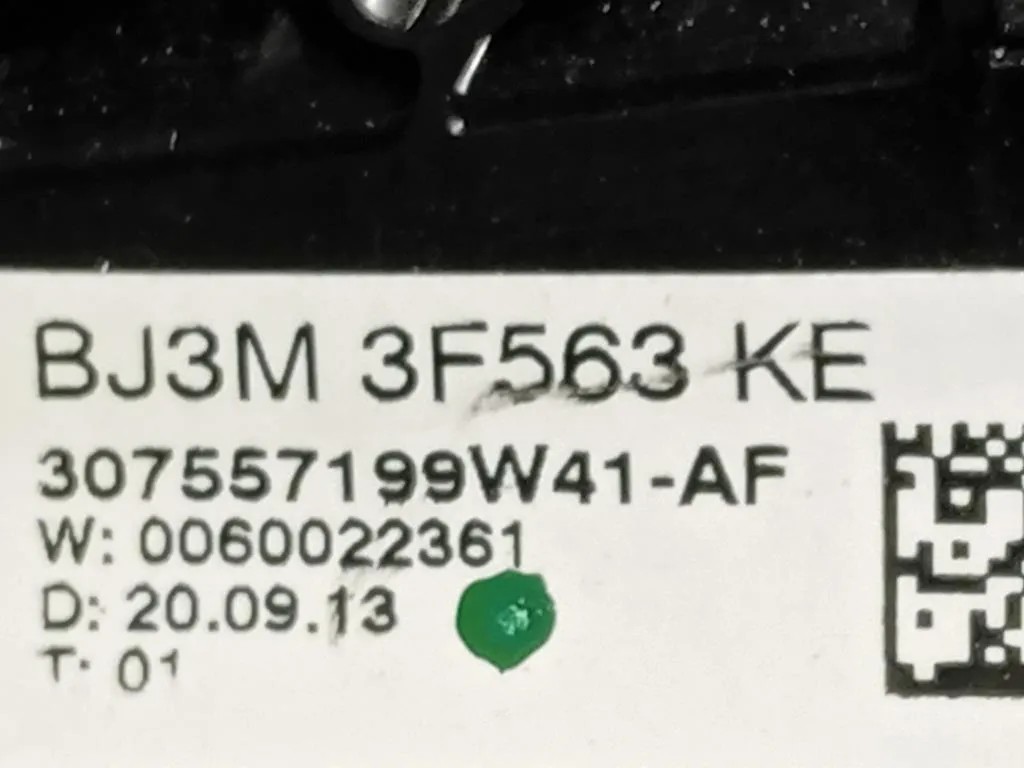 BJ3M 3F563 KE
307557199W41-AF
W: 0060022361
D: 20.09.13
T: 01